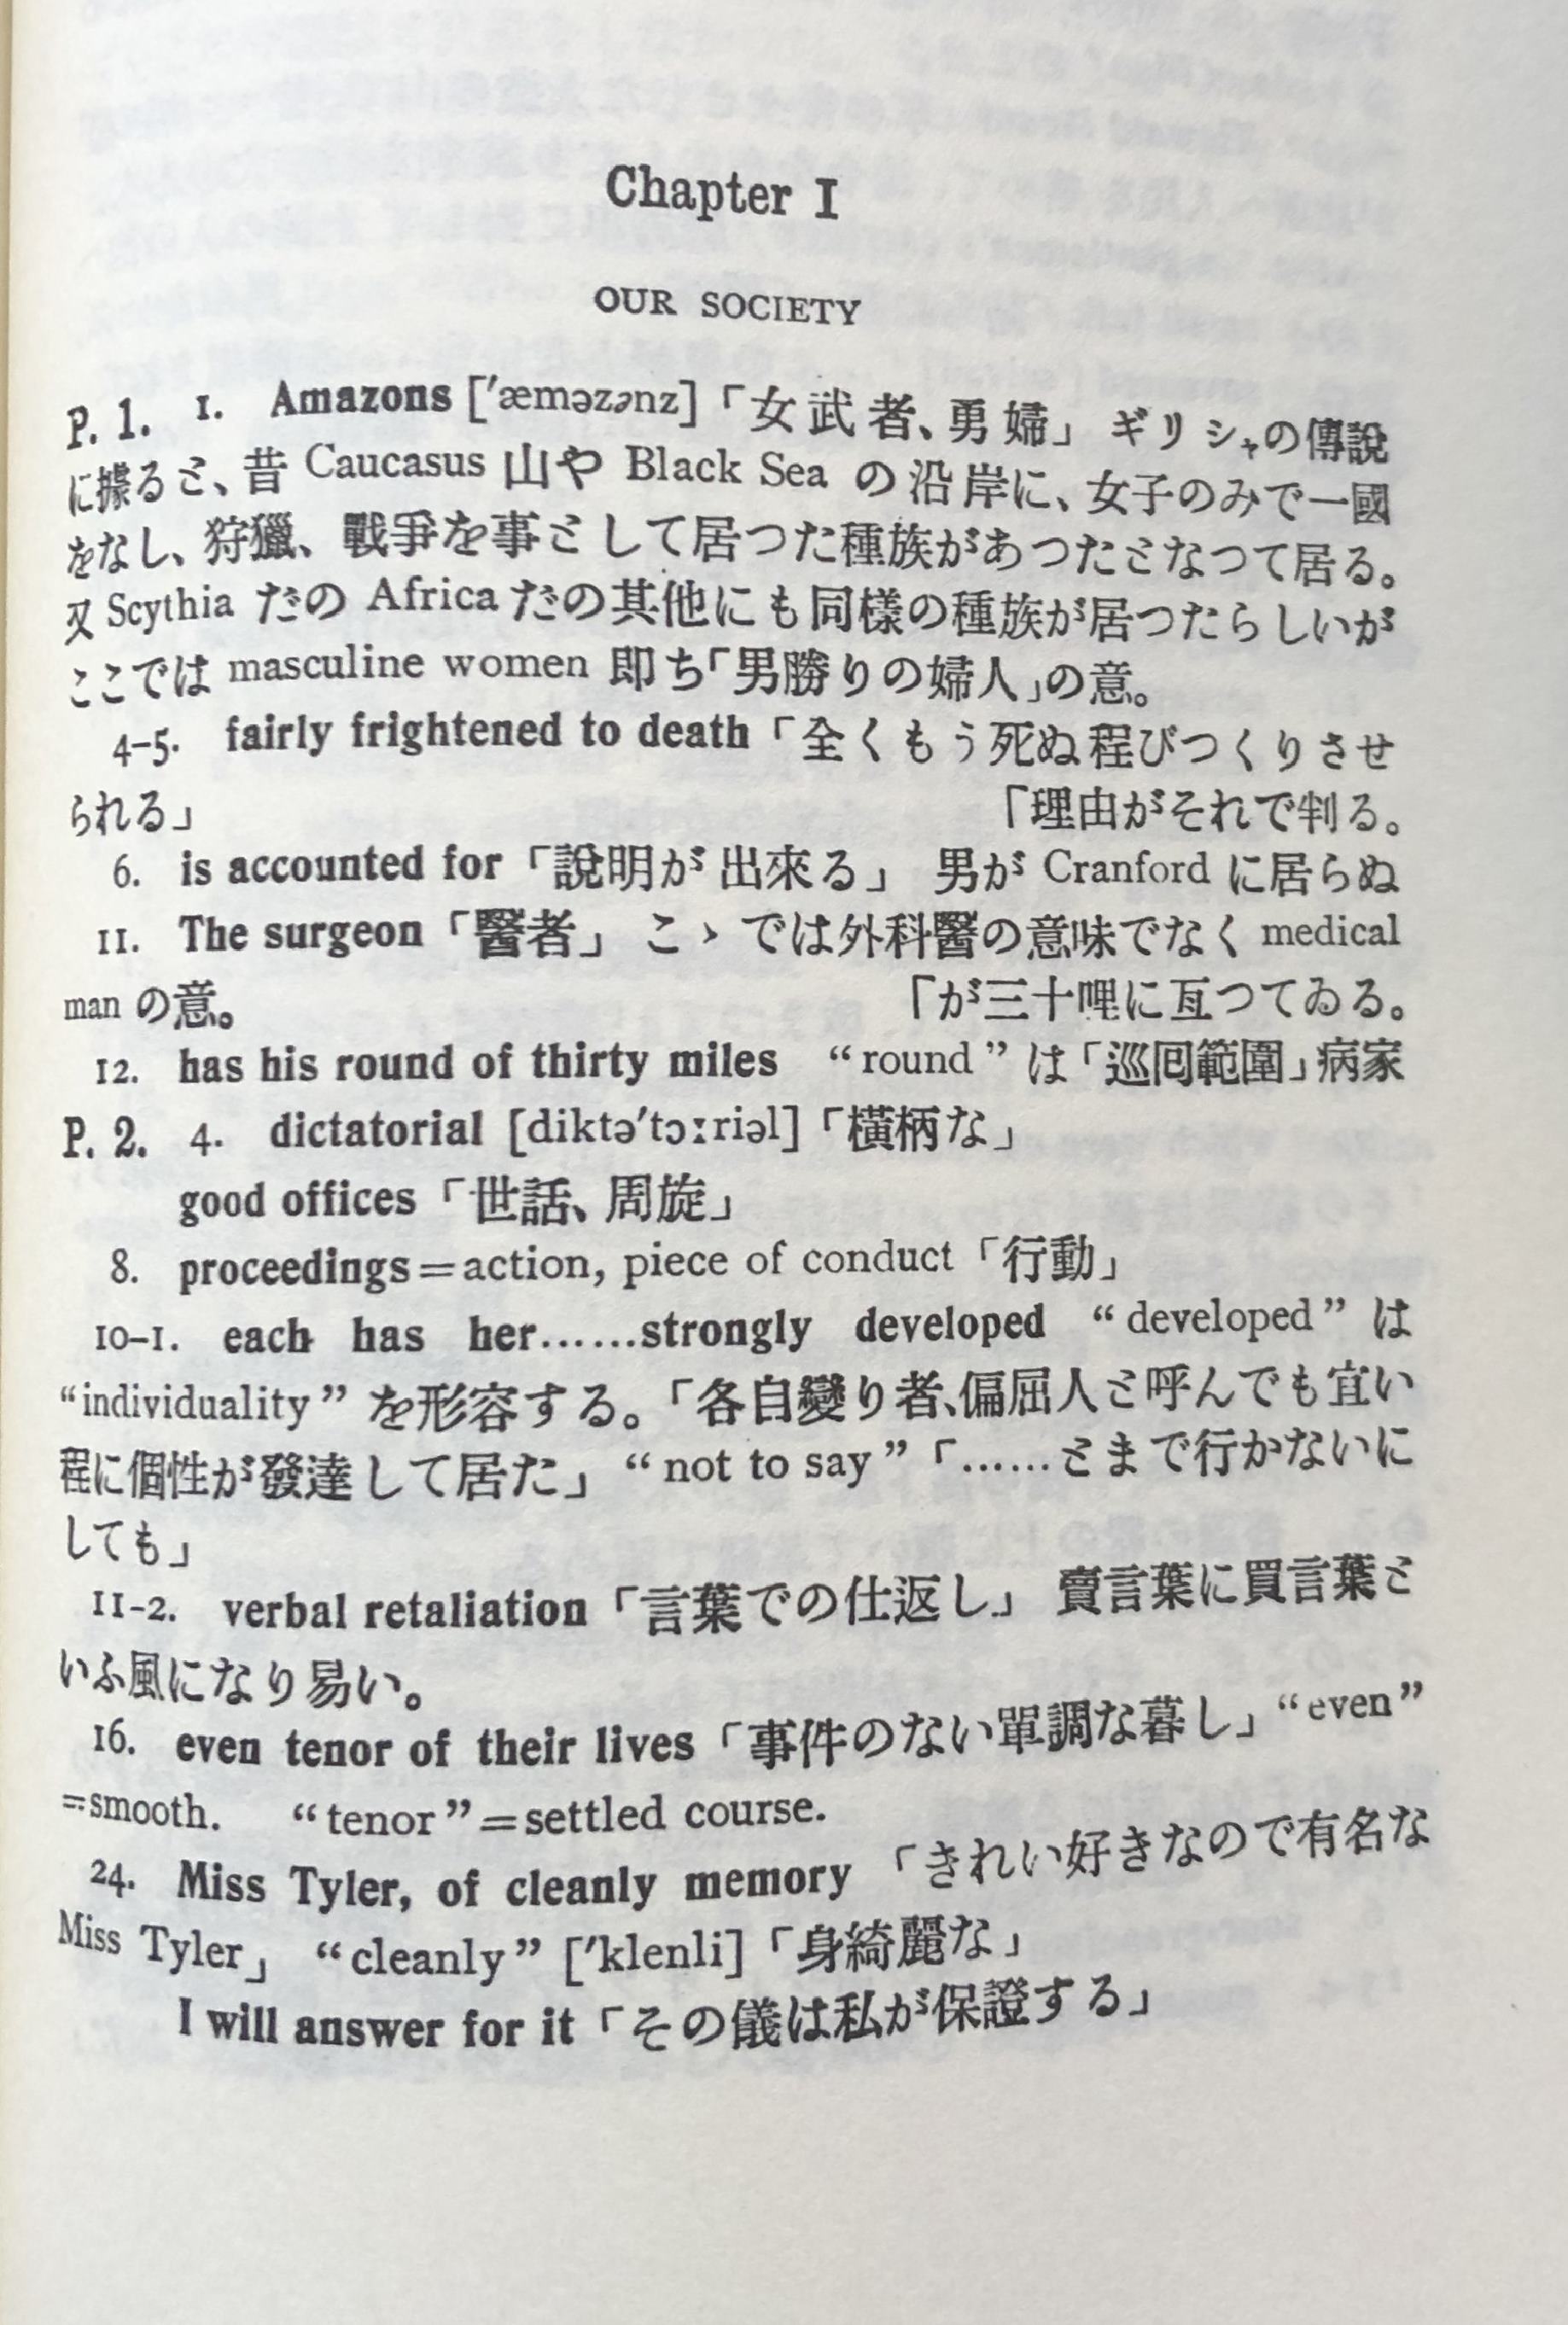 Chapter I
OUR SOCIETY
P. 1. 1. Amazons [ˈæməzənz]「女武者、勇婦」 ギリシャの傳說
に據ると、昔 Caucasus 山や Black Sea の沿岸に、女子のみで一國
をなし、狩獵、戰爭を事として居つた種族があつたとなつて居る。
又 Scythia だの Africa だの其他にも同樣の種族が居つたらしいが
ここでは masculine women 卽ち「男勝りの婦人」の意。
4–5. fairly frightened to death「全くもう死ぬ程びつくりさせ
られる」 「理由がそれで判る。
6. is accounted for「說明が出來る」 男が Cranford に居らぬ
11. The surgeon「醫者」 こゝでは外科醫の意味でなく medical
man の意。 「が三十哩に亙つてゐる。
12. has his round of thirty miles “round” は「巡囘範圍」病家
P. 2. 4. dictatorial [diktəˈtɔːriəl]「橫柄な」
good offices「世話、周旋」
8. proceedings=action, piece of conduct「行動」
10–1. each has her……strongly developed “developed” は
“individuality” を形容する。「各自變り者、偏屈人と呼んでも宜い
程に個性が發達して居た」 “not to say”「……とまで行かないに
しても」
11-2. verbal retaliation「言葉での仕返し」 賣言葉に買言葉と
いふ風になり易い。
16. even tenor of their lives「事件のない單調な暮し」“even”
=smooth. “tenor”=settled course.
24. Miss Tyler, of cleanly memory 「きれい好きなので有名な
Miss Tyler」 “cleanly” [ˈklenli]「身綺麗な」
I will answer for it「その儀は私が保證する」